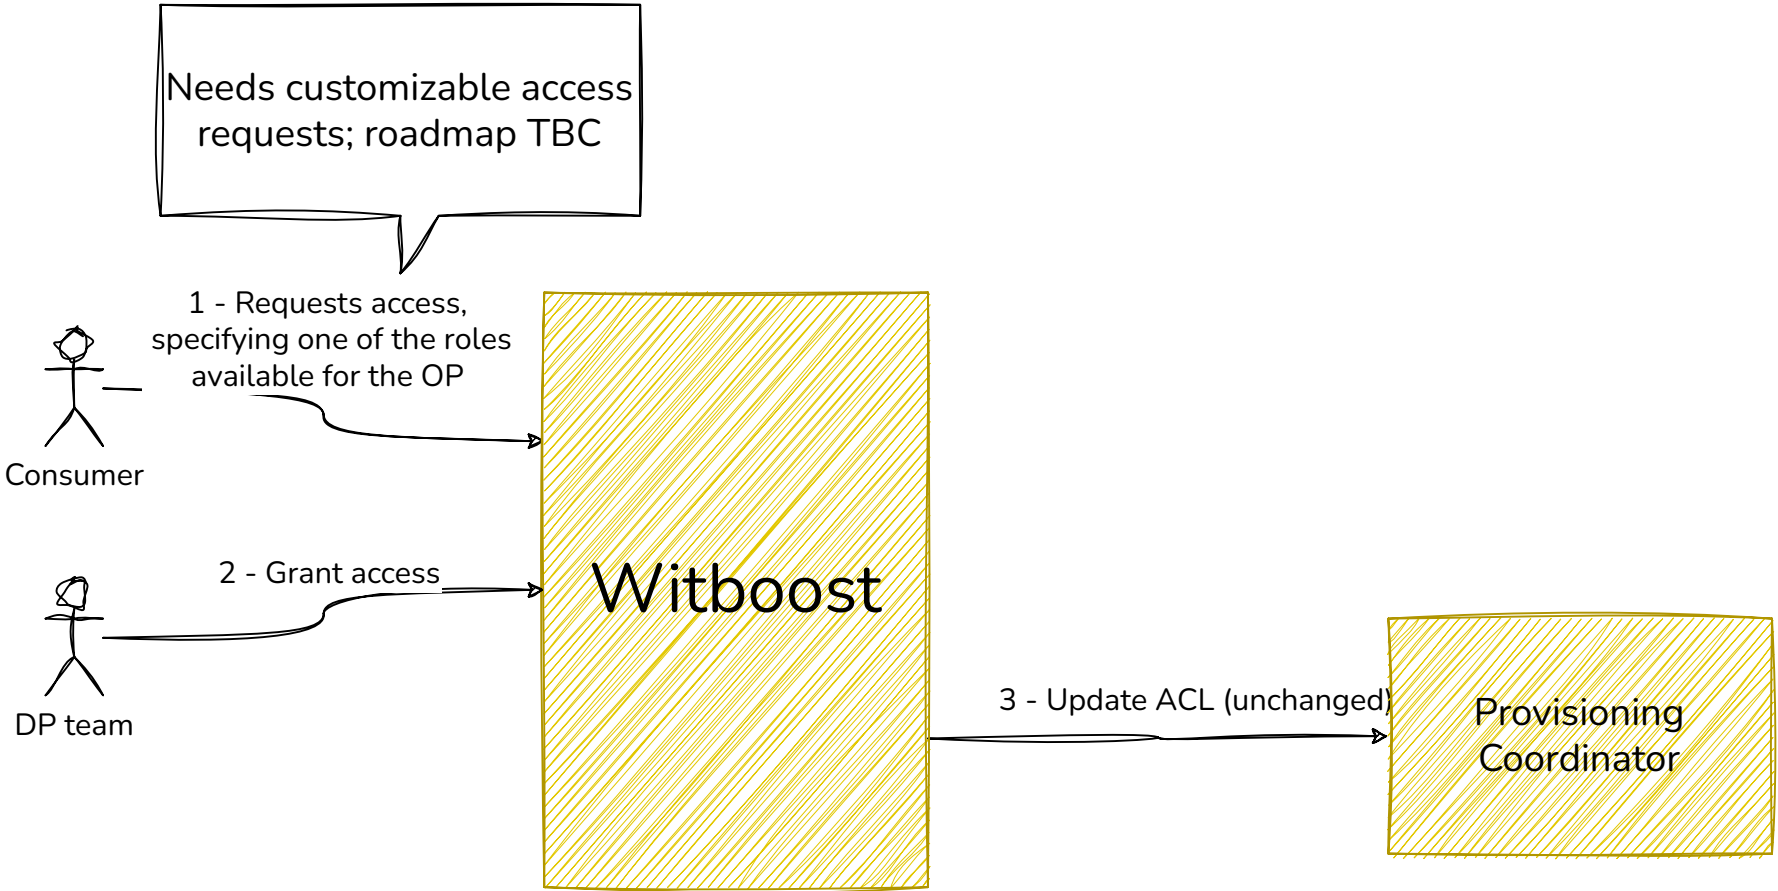 Needs customizable access
requests; roadmap TBC
1 - Requests access,
specifying one of the roles
available for the OP
Consumer
2 - Grant access
Witboost
DP team
3 - Update ACL (unchanged)
Provisioning
Coordinator